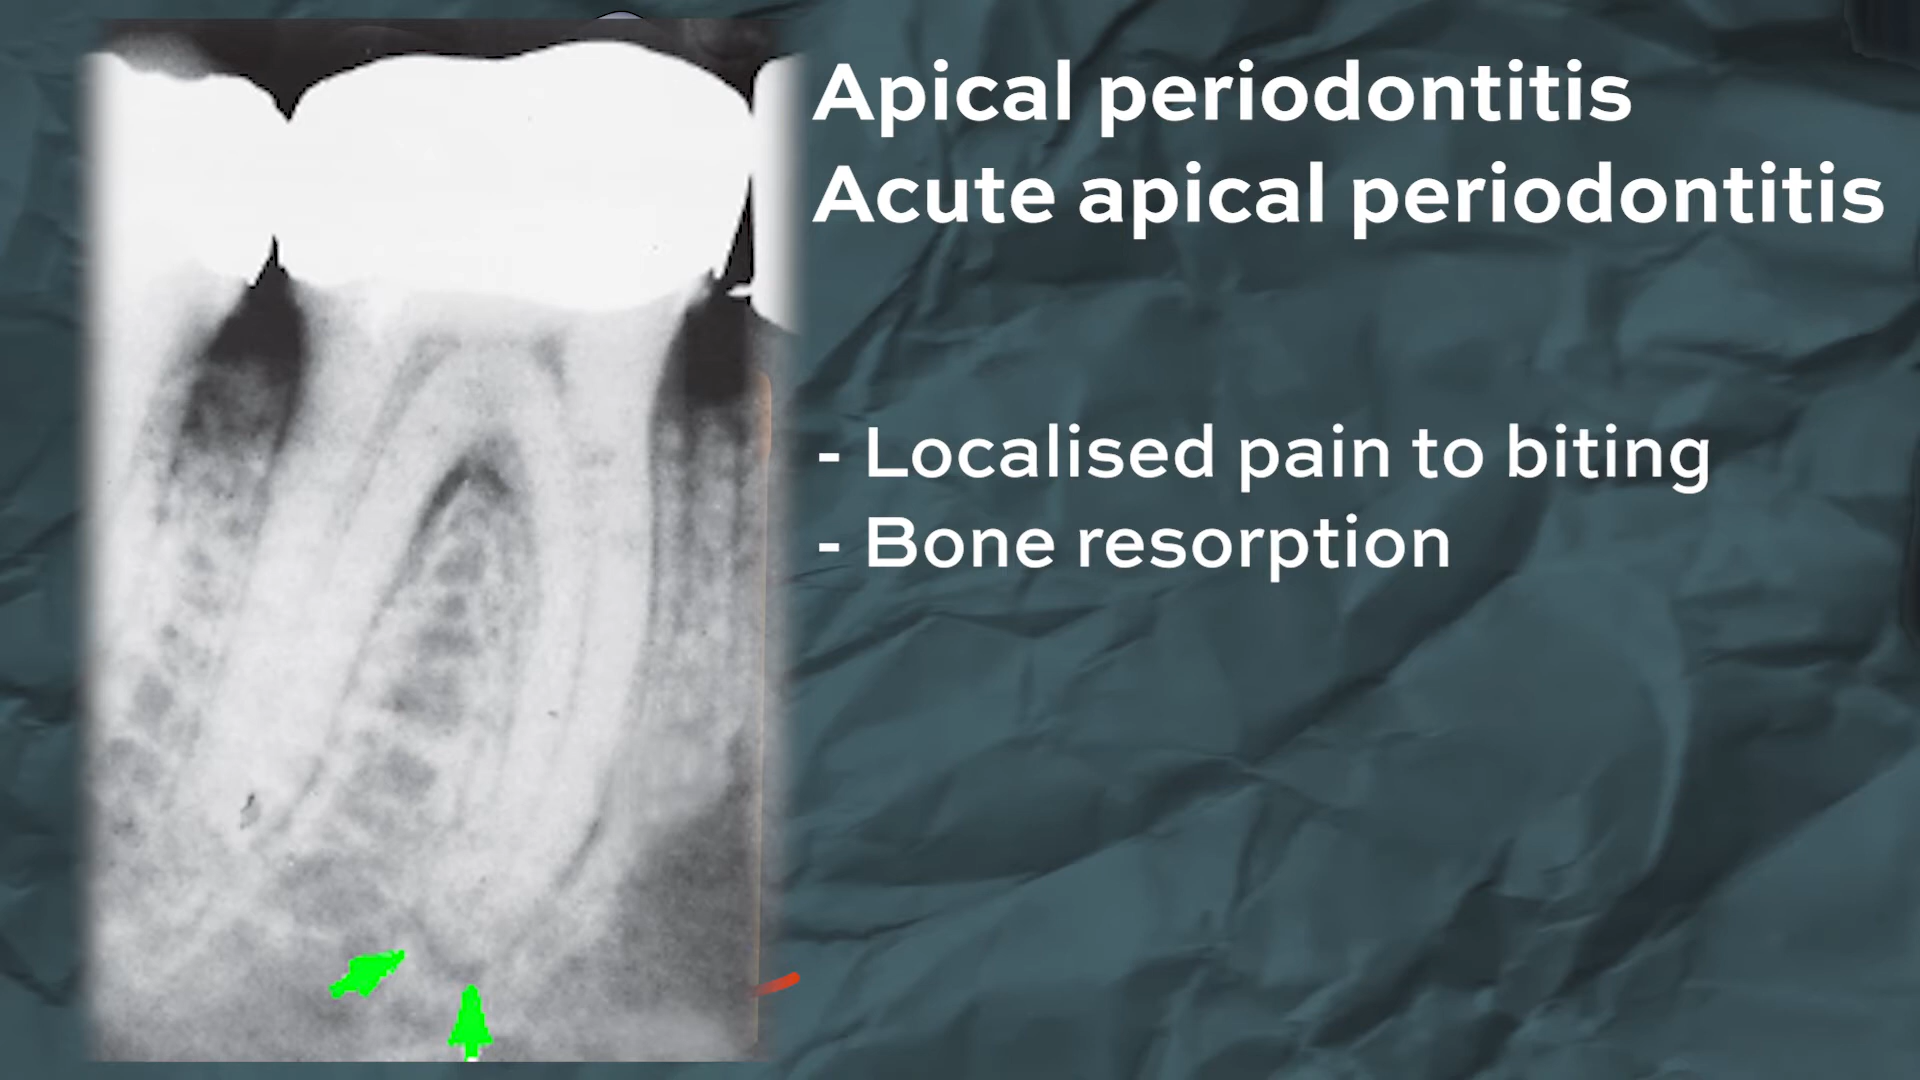 Apical periodontitis
Acute apical periodontitis
- Localised pain to biting
- Bone resorption